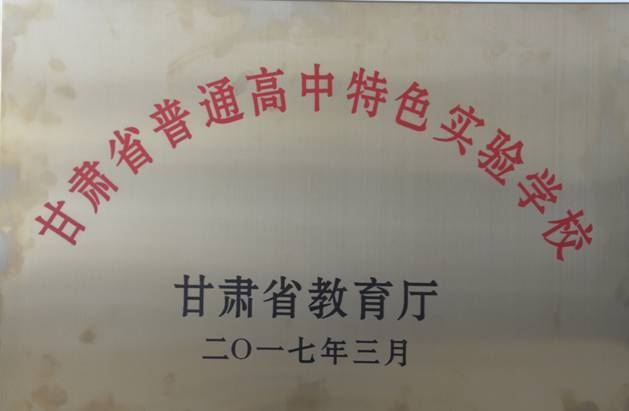 甘肃省普通高中特色实验学校
甘肃省教育厅
二〇一七年三月